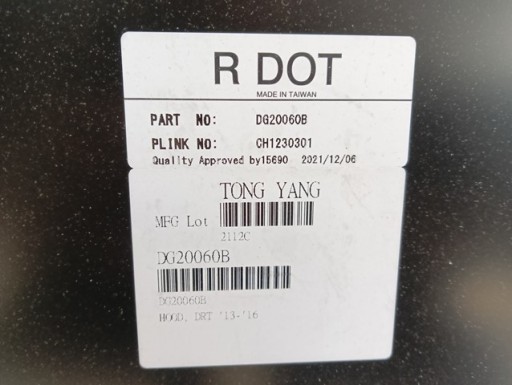 R DOT
MADE IN TAIWAN
PART NO: DG20060B
PLINK NO: CH1230301
Quality Approved by15690 2021/12/06
TONG YANG
MFG Lot
2112C
DG20060B
DG20060B
HOOD, DRT '13-'16